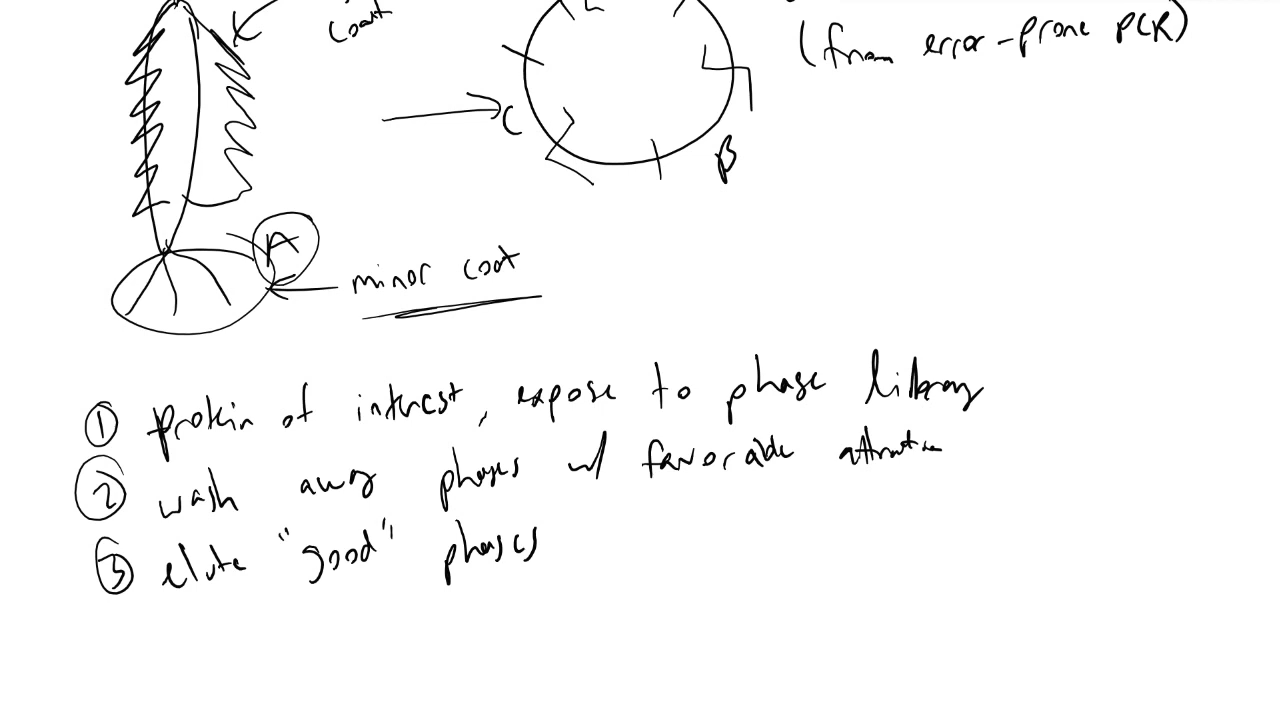 coat
(from error-prone PCR)
C
B
A
minor coat
① protein of interest, expose to phage library
② wash away phages w/ favorable attraction
③ elute "good" phages